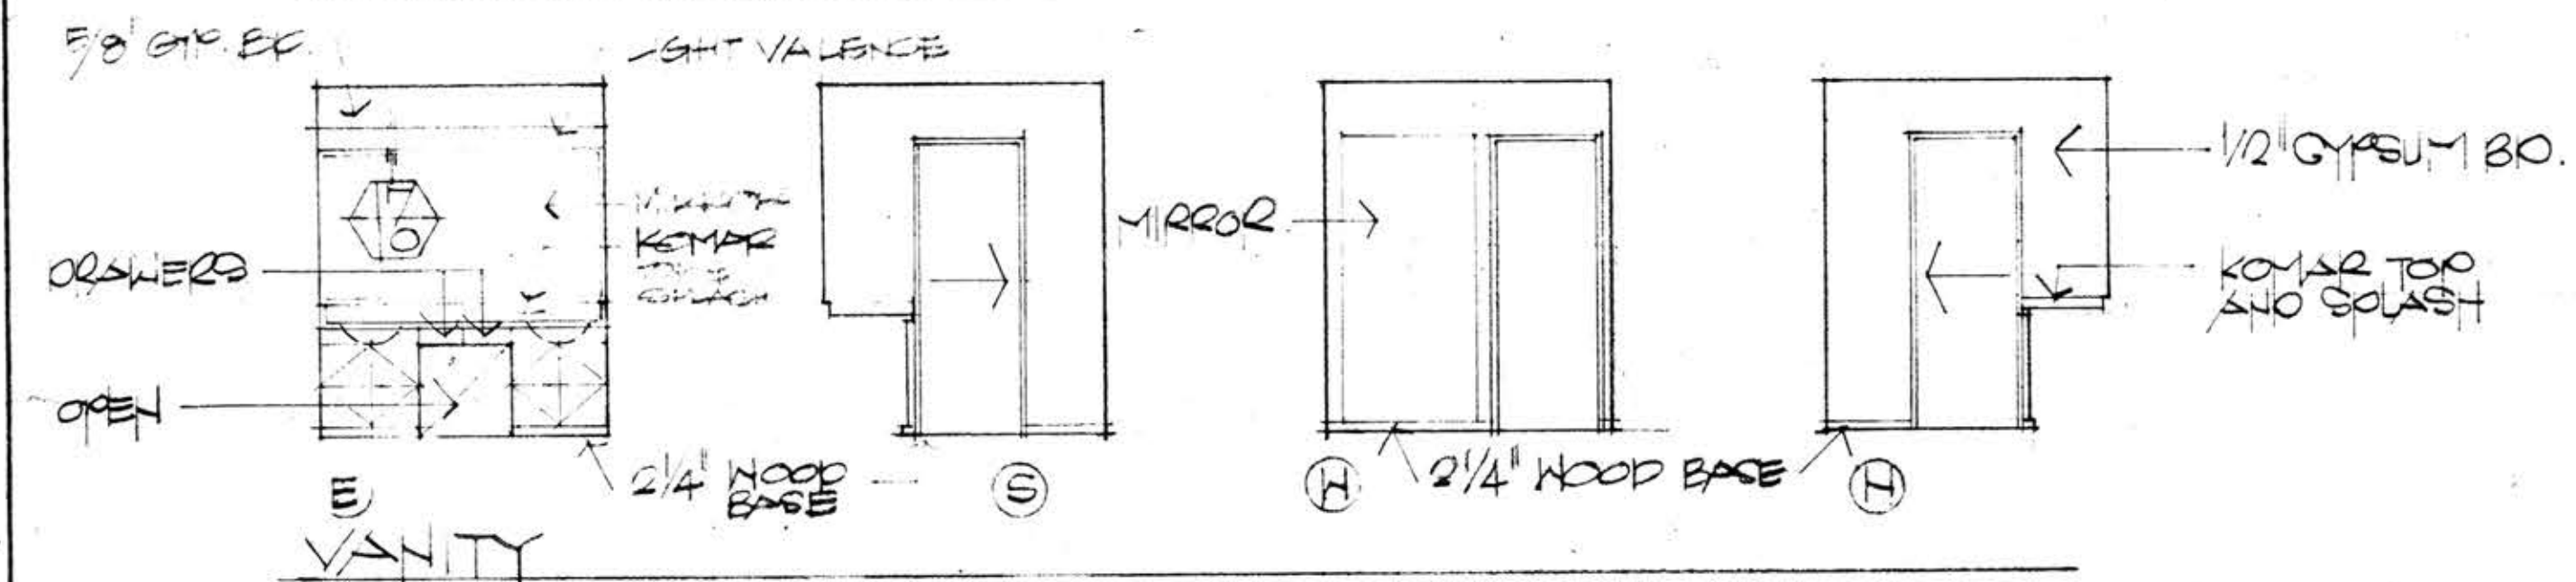 5/8" GYP. BD.
LIGHT VALENCE
1/2" GYPSUM BD.
MIRROR
KOMAR
DRAWERS
KOMAR TOP
AND SPLASH
OPEN
2 1/4" WOOD
BASE
2 1/4" WOOD BASE
E
S
W
N
VANITY